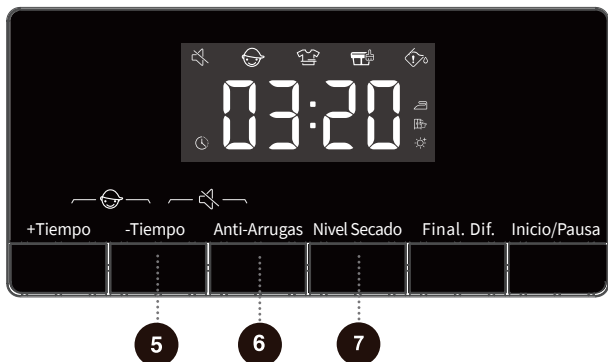 03:20
+Tiempo -Tiempo Anti-Arrugas Nivel Secado Final. Dif. Inicio/Pausa
5 6 7